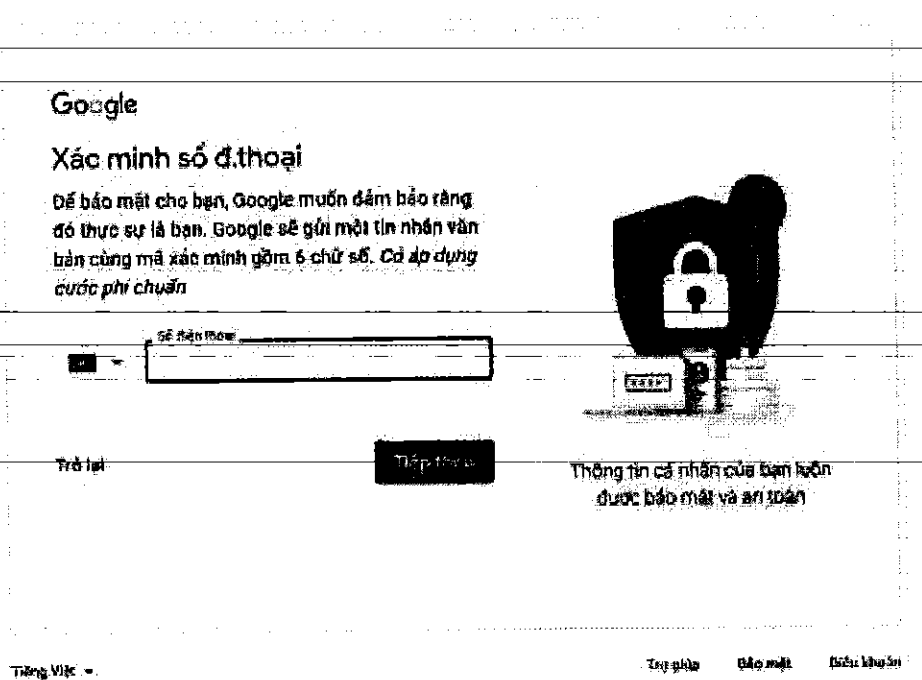 Google
Xác minh số đ.thoại
Để bảo mật cho bạn, Google muốn đảm bảo rằng
đó thực sự là bạn. Google sẽ gửi một tin nhắn văn
bản cùng mã xác minh gồm 6 chữ số. Có áp dụng
cước phí chuẩn
Số điện thoại
Trở lại
Tiếp theo
Thông tin cá nhân của bạn luôn
được bảo mật và an toàn
Tiếng Việt
Trợ giúp Bảo mật Điều khoản